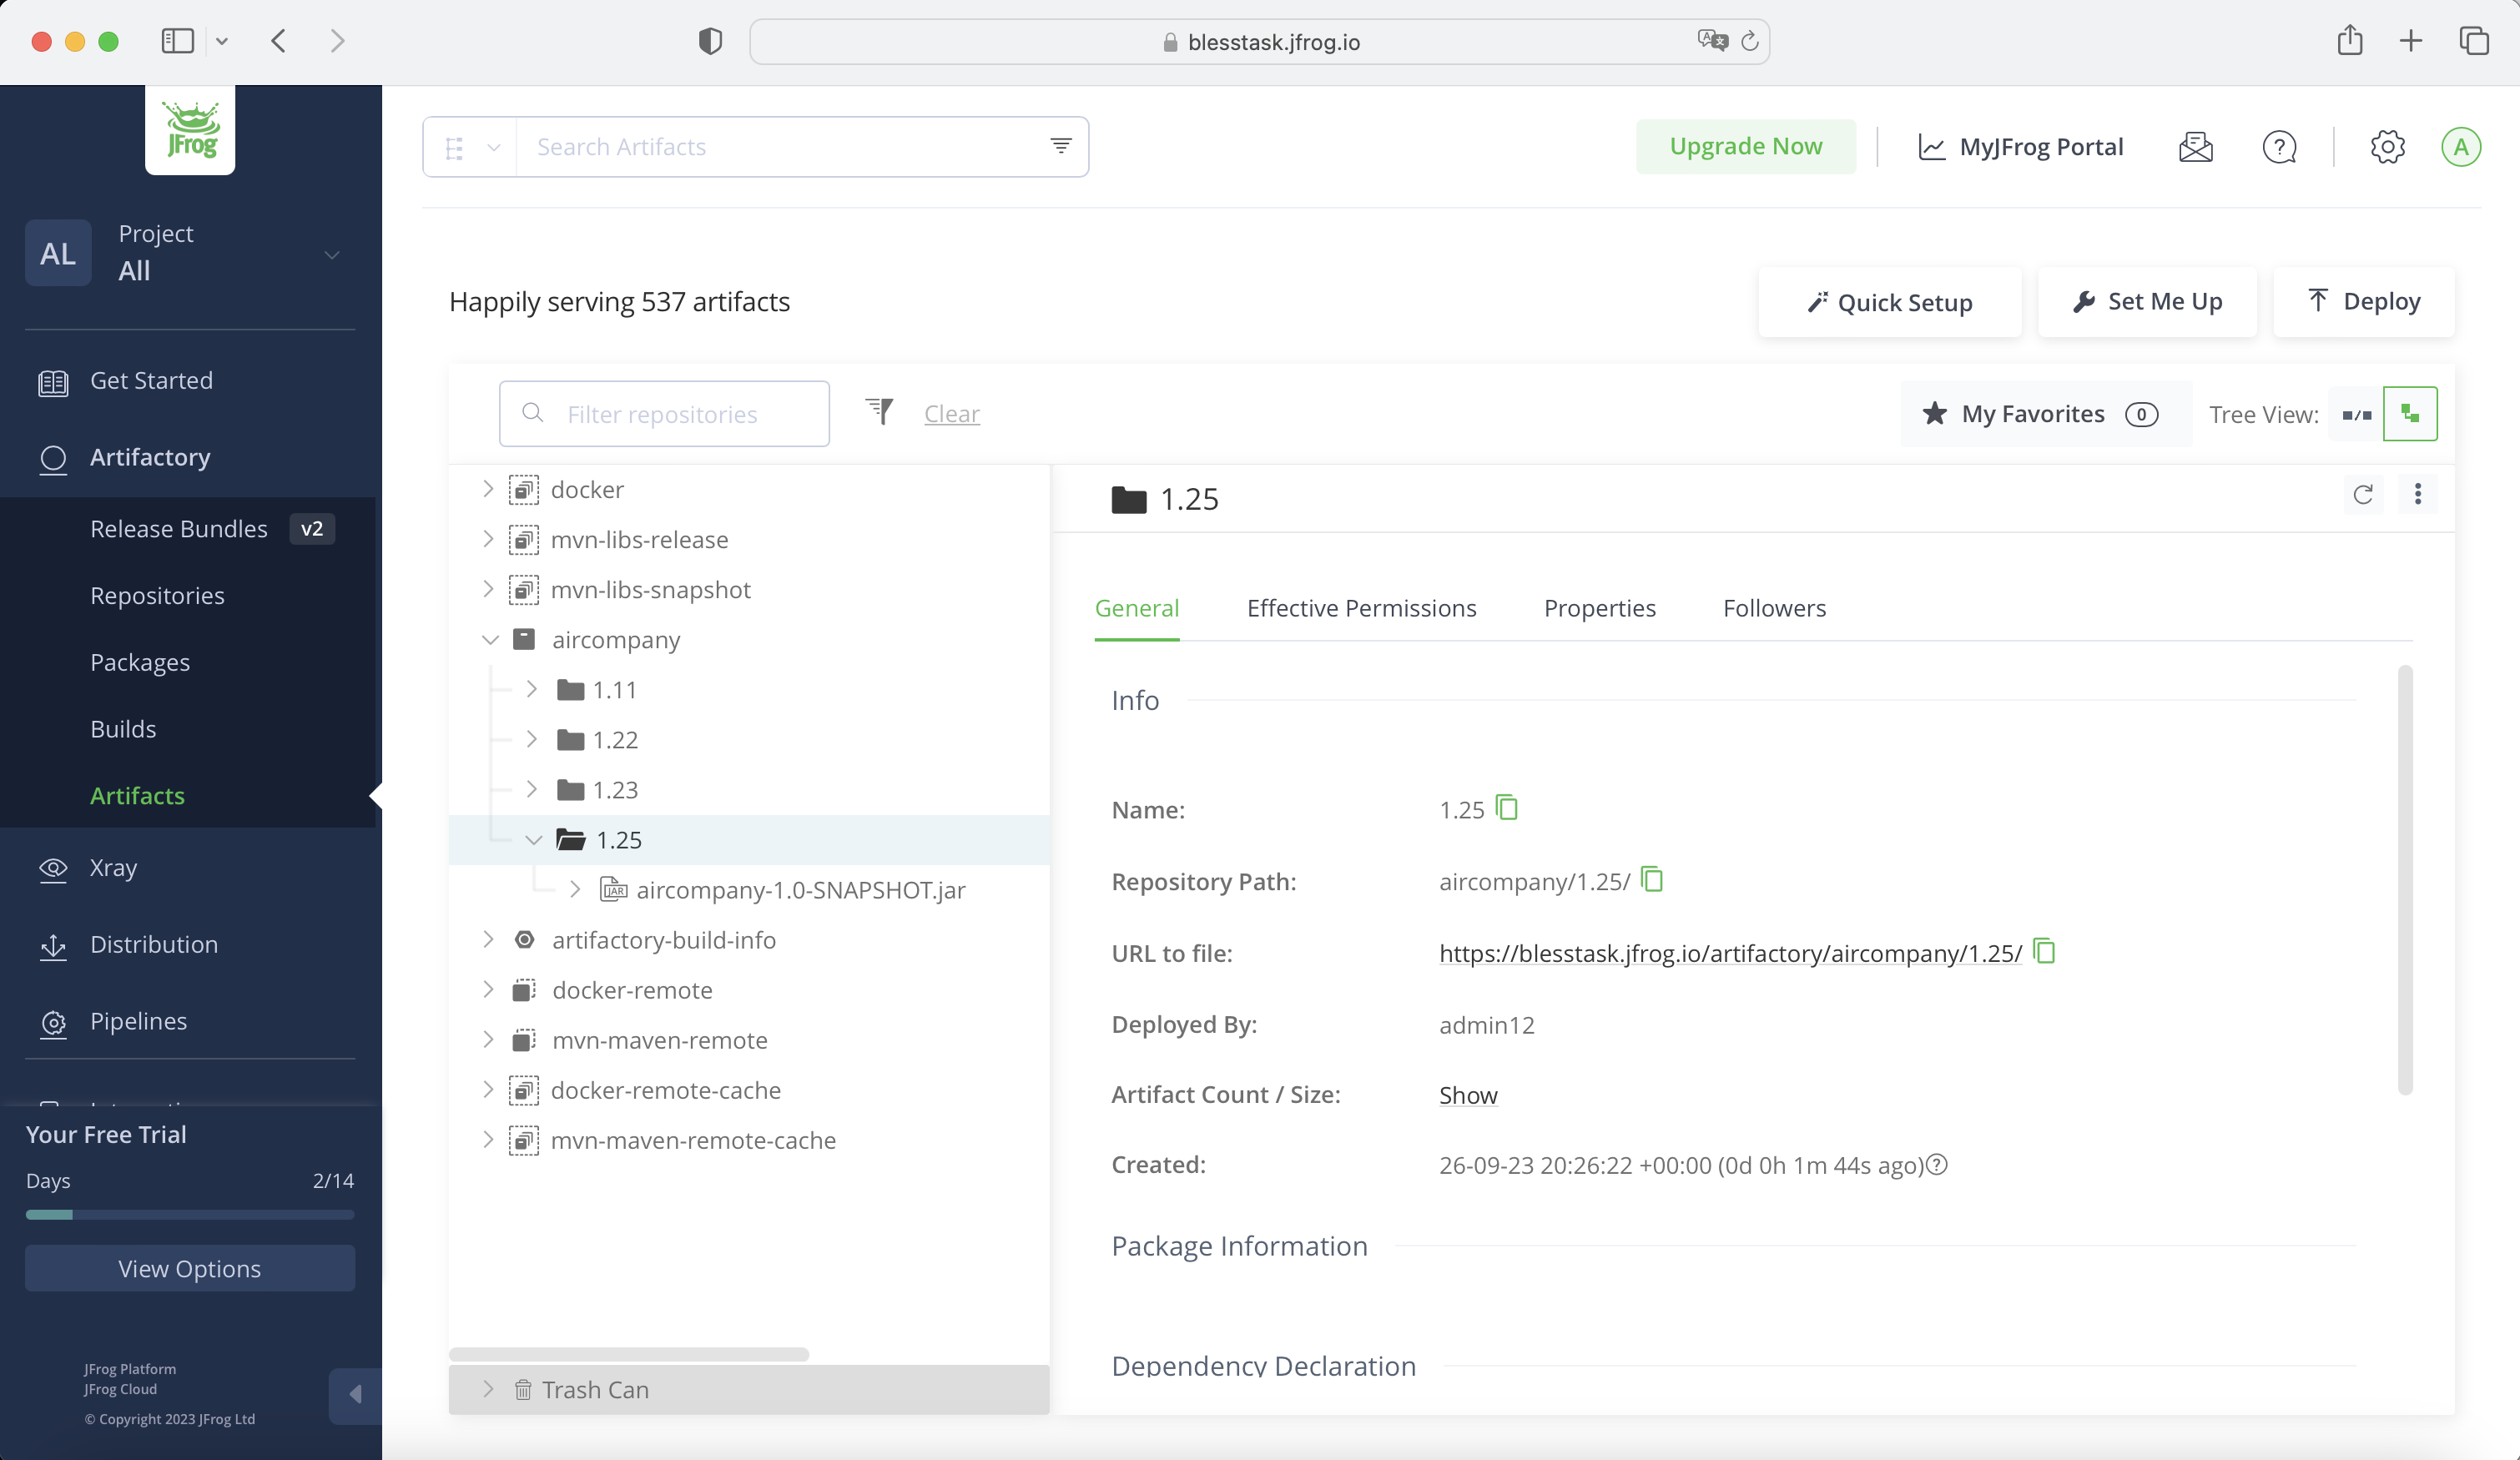 blesstask.jfrog.io
JFrog
Search Artifacts
Upgrade Now
MyJFrog Portal
A
AL
Project
All
Get Started
Artifactory
Release Bundles v2
Repositories
Packages
Builds
Artifacts
Xray
Distribution
Pipelines
Your Free Trial
Days 2/14
View Options
JFrog Platform
JFrog Cloud
© Copyright 2023 JFrog Ltd
Happily serving 537 artifacts
Quick Setup
Set Me Up
Deploy
Filter repositories
Clear
My Favorites 0
Tree View:
docker
mvn-libs-release
mvn-libs-snapshot
aircompany
1.11
1.22
1.23
1.25
JAR aircompany-1.0-SNAPSHOT.jar
artifactory-build-info
docker-remote
mvn-maven-remote
docker-remote-cache
mvn-maven-remote-cache
Trash Can
1.25
General Effective Permissions Properties Followers
Info
Name: 1.25
Repository Path: aircompany/1.25/
URL to file: https://blesstask.jfrog.io/artifactory/aircompany/1.25/
Deployed By: admin12
Artifact Count / Size: Show
Created: 26-09-23 20:26:22 +00:00 (0d 0h 1m 44s ago)
Package Information
Dependency Declaration